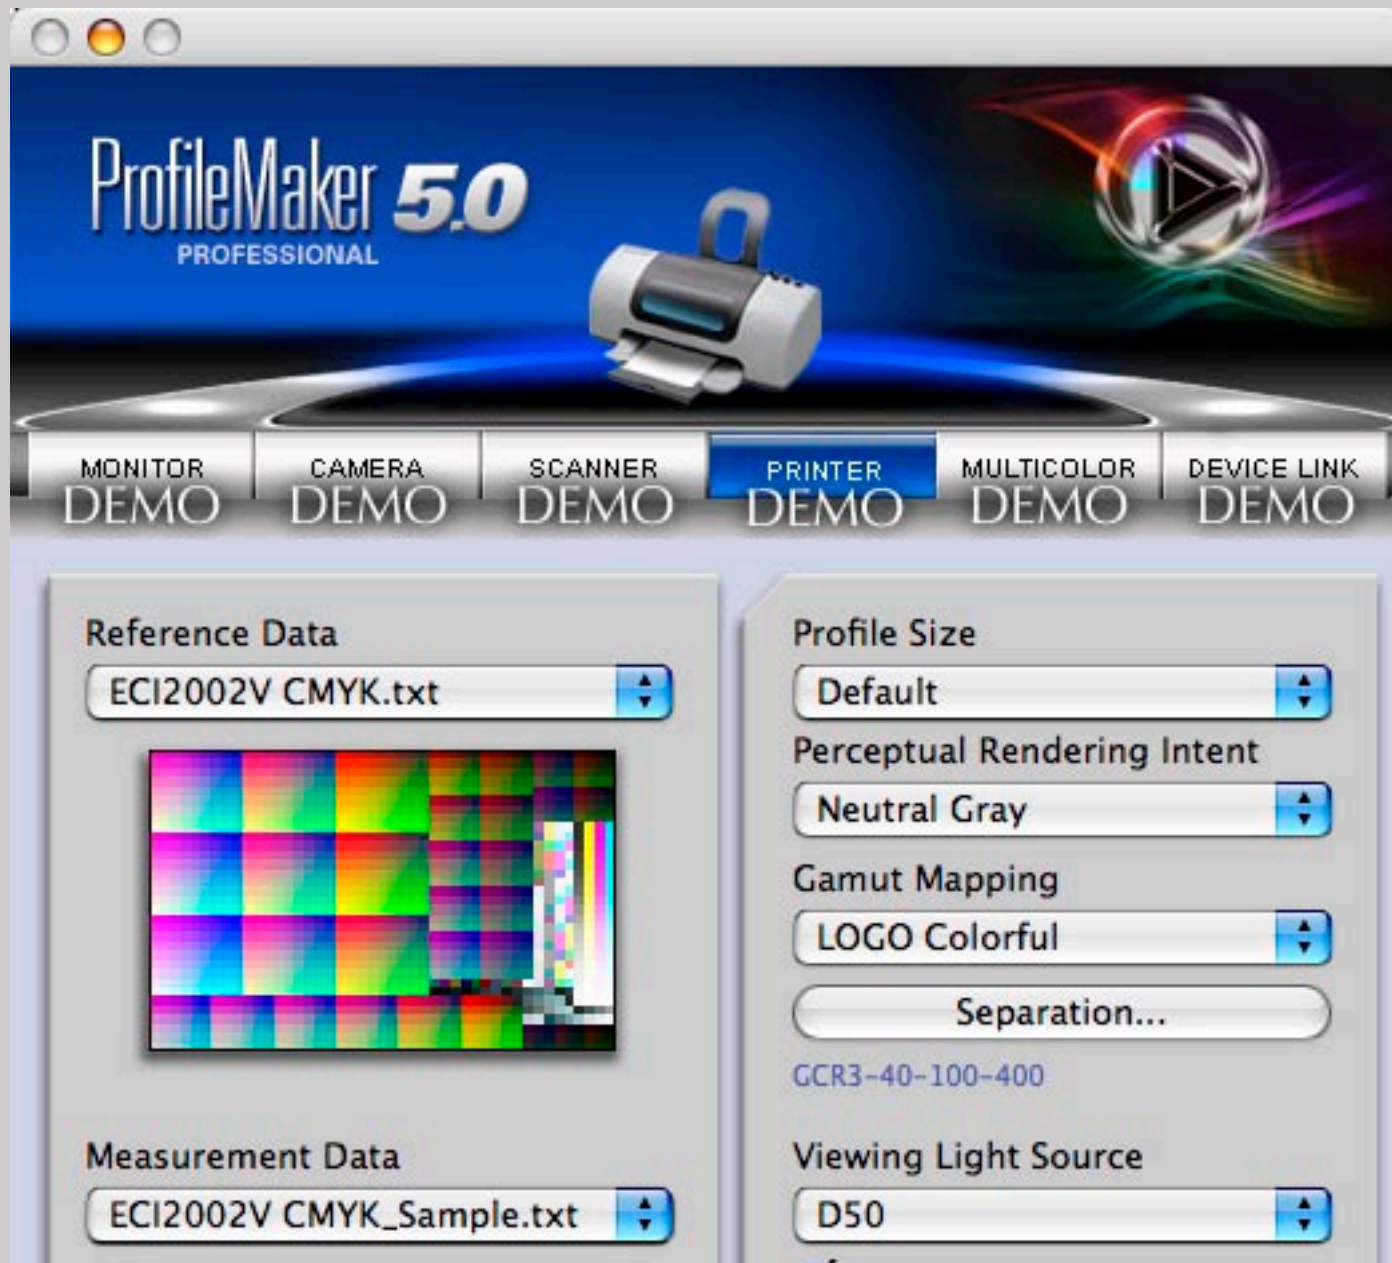 ProfileMaker 5.0
PROFESSIONAL
MONITOR
DEMO
CAMERA
DEMO
SCANNER
DEMO
PRINTER
DEMO
MULTICOLOR
DEMO
DEVICE LINK
DEMO
Reference Data
ECI2002V CMYK.txt
Measurement Data
ECI2002V CMYK_Sample.txt
Profile Size
Default
Perceptual Rendering Intent
Neutral Gray
Gamut Mapping
LOGO Colorful
Separation...
GCR3-40-100-400
Viewing Light Source
D50